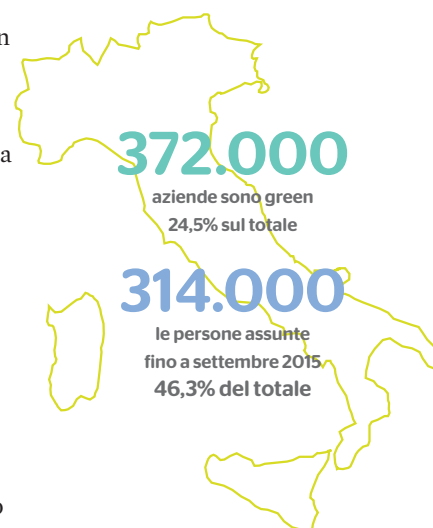 n
a
372.000
aziende sono green
24,5% sul totale
314.000
le persone assunte
fino a settembre 2015
46,3% del totale
o